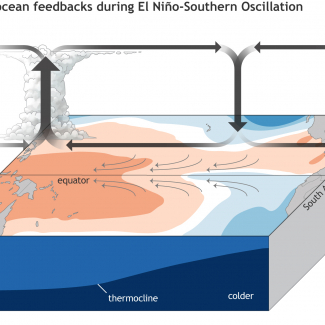 ocean feedbacks during El Niño-Southern Oscillation
equator
South A
thermocline
colder